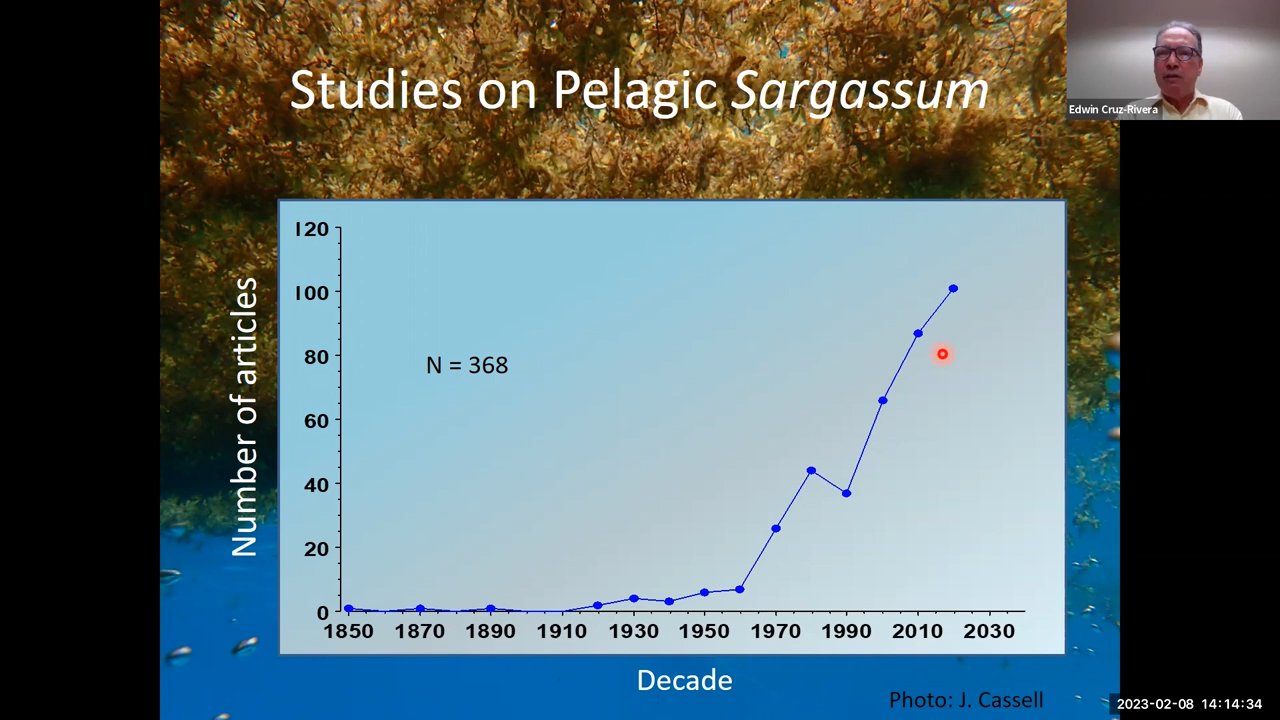 Studies on Pelagic Sargassum
Edwin Cruz-Rivera
120
100
80
60
40
20
0
N = 368
Number of articles
1850 1870 1890 1910 1930 1950 1970 1990 2010 2030
Decade
Photo: J. Cassell
2023-02-08 14:14:34